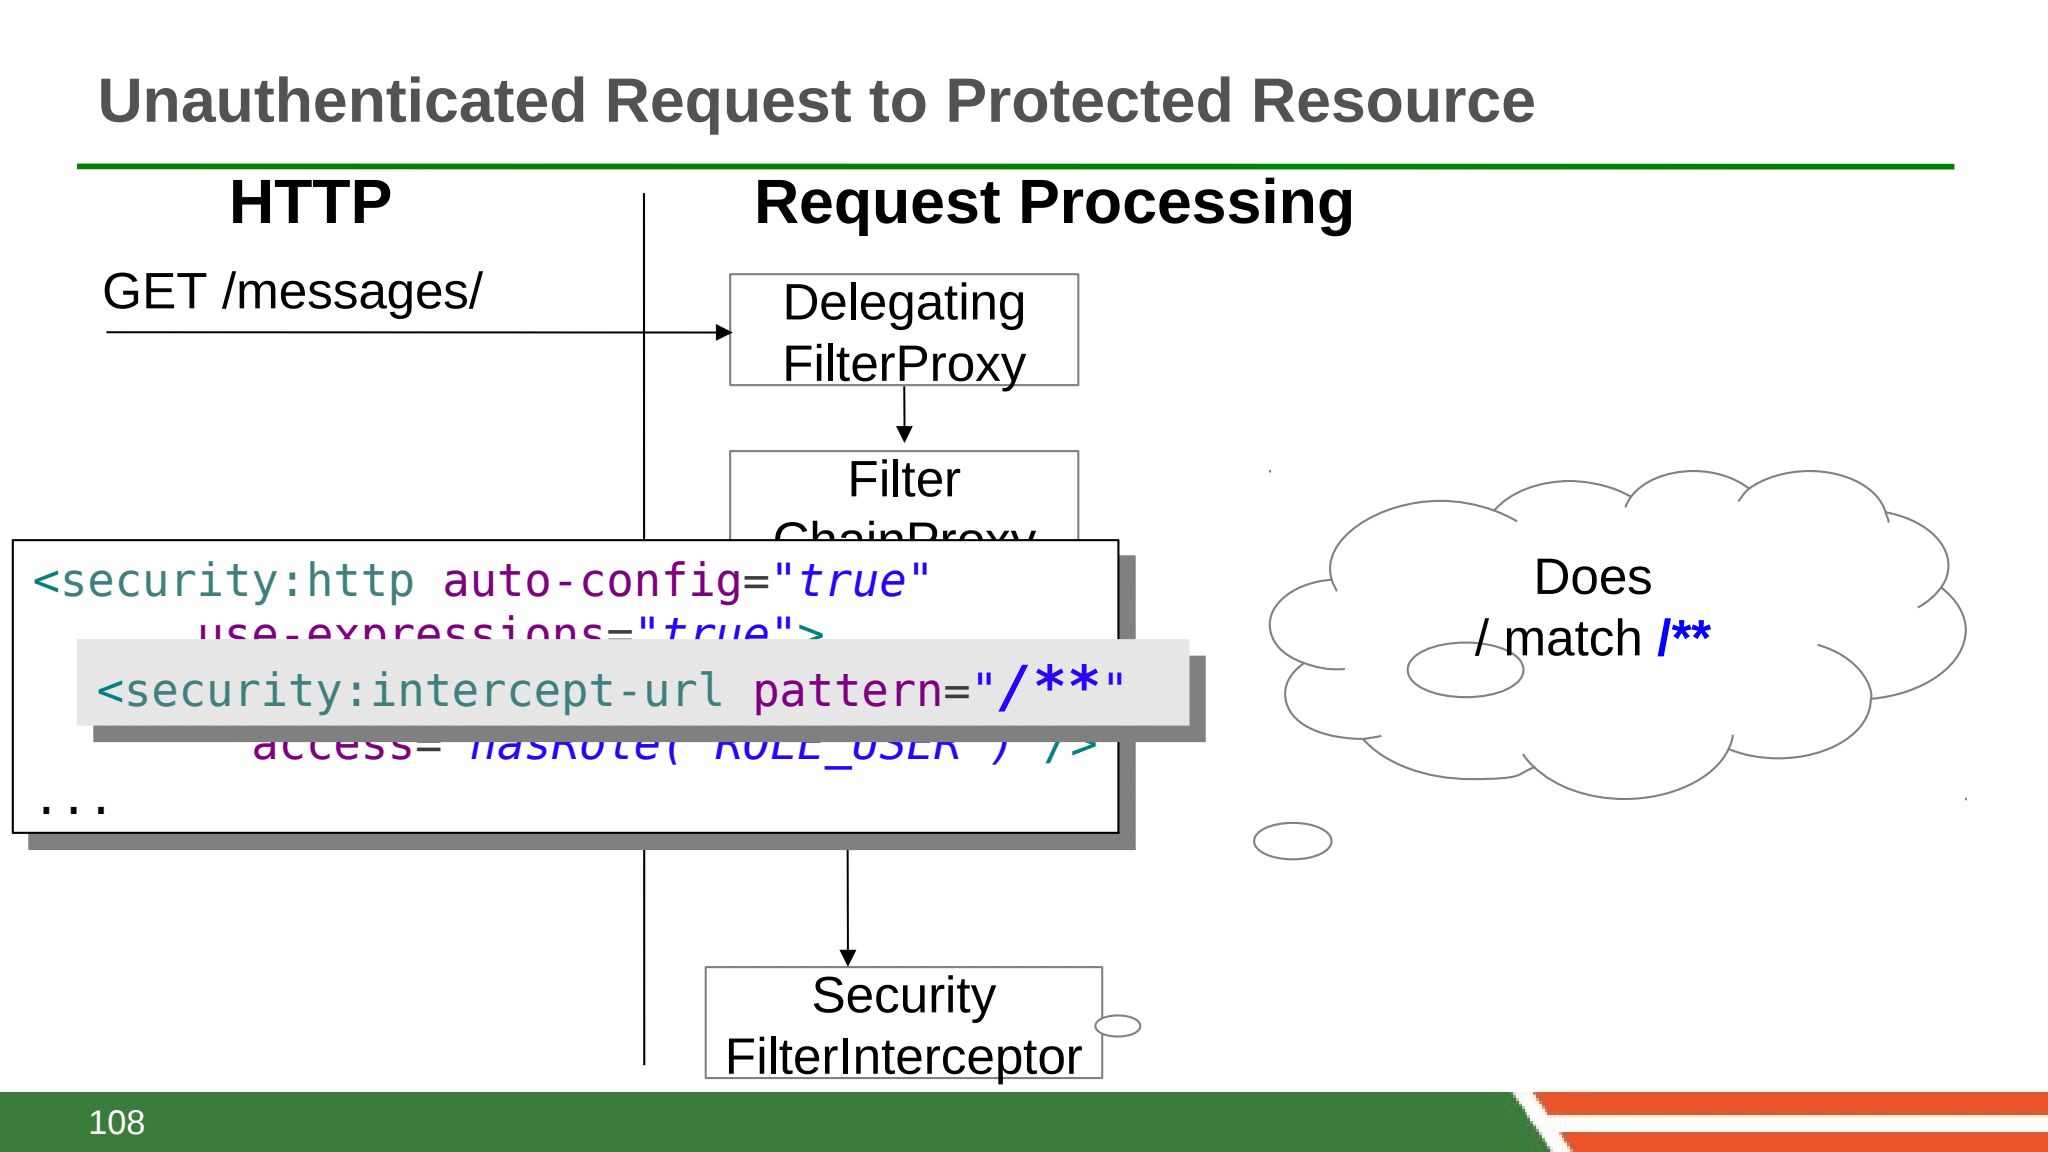 Unauthenticated Request to Protected Resource
HTTP
Request Processing
GET /messages/
Delegating
FilterProxy
Filter
ChainProxy
<security:http auto-config="true"
use-expressions="true">
<security:intercept-url pattern="/**"
access="hasRole('ROLE_USER')"/>
...
Does
/ match /**
Security
FilterInterceptor
108